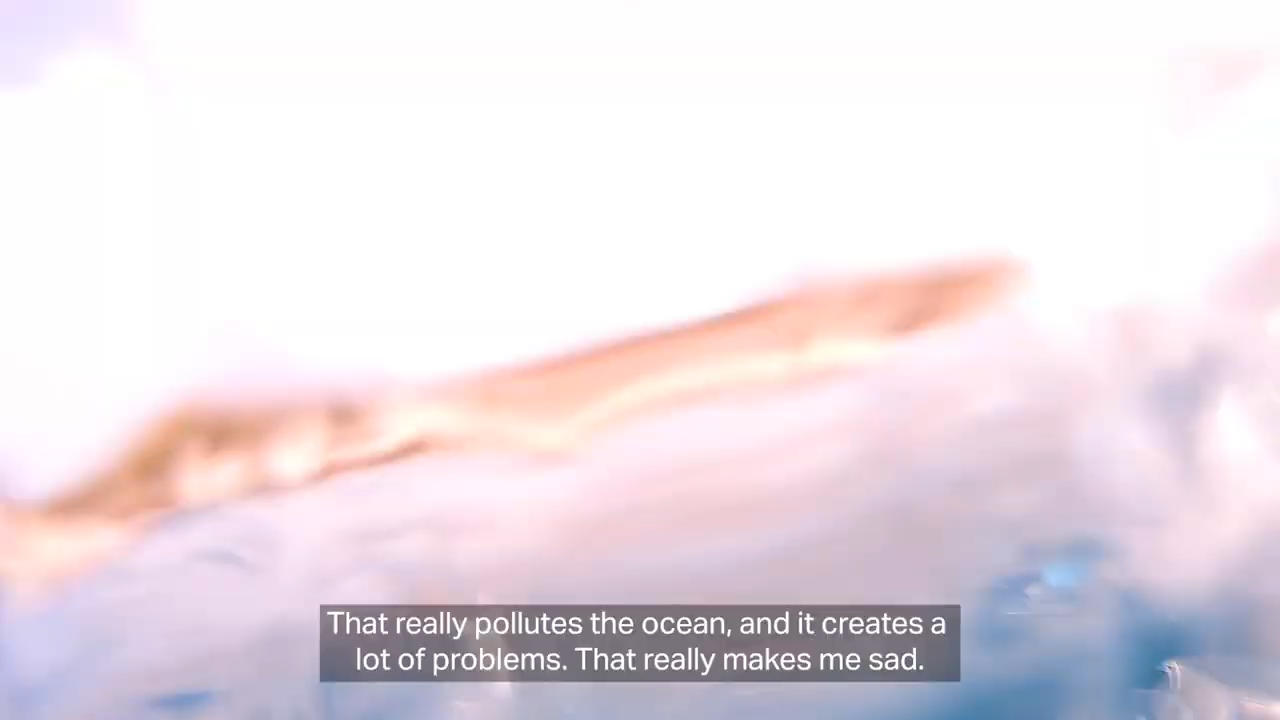 That really pollutes the ocean, and it creates a
lot of problems. That really makes me sad.